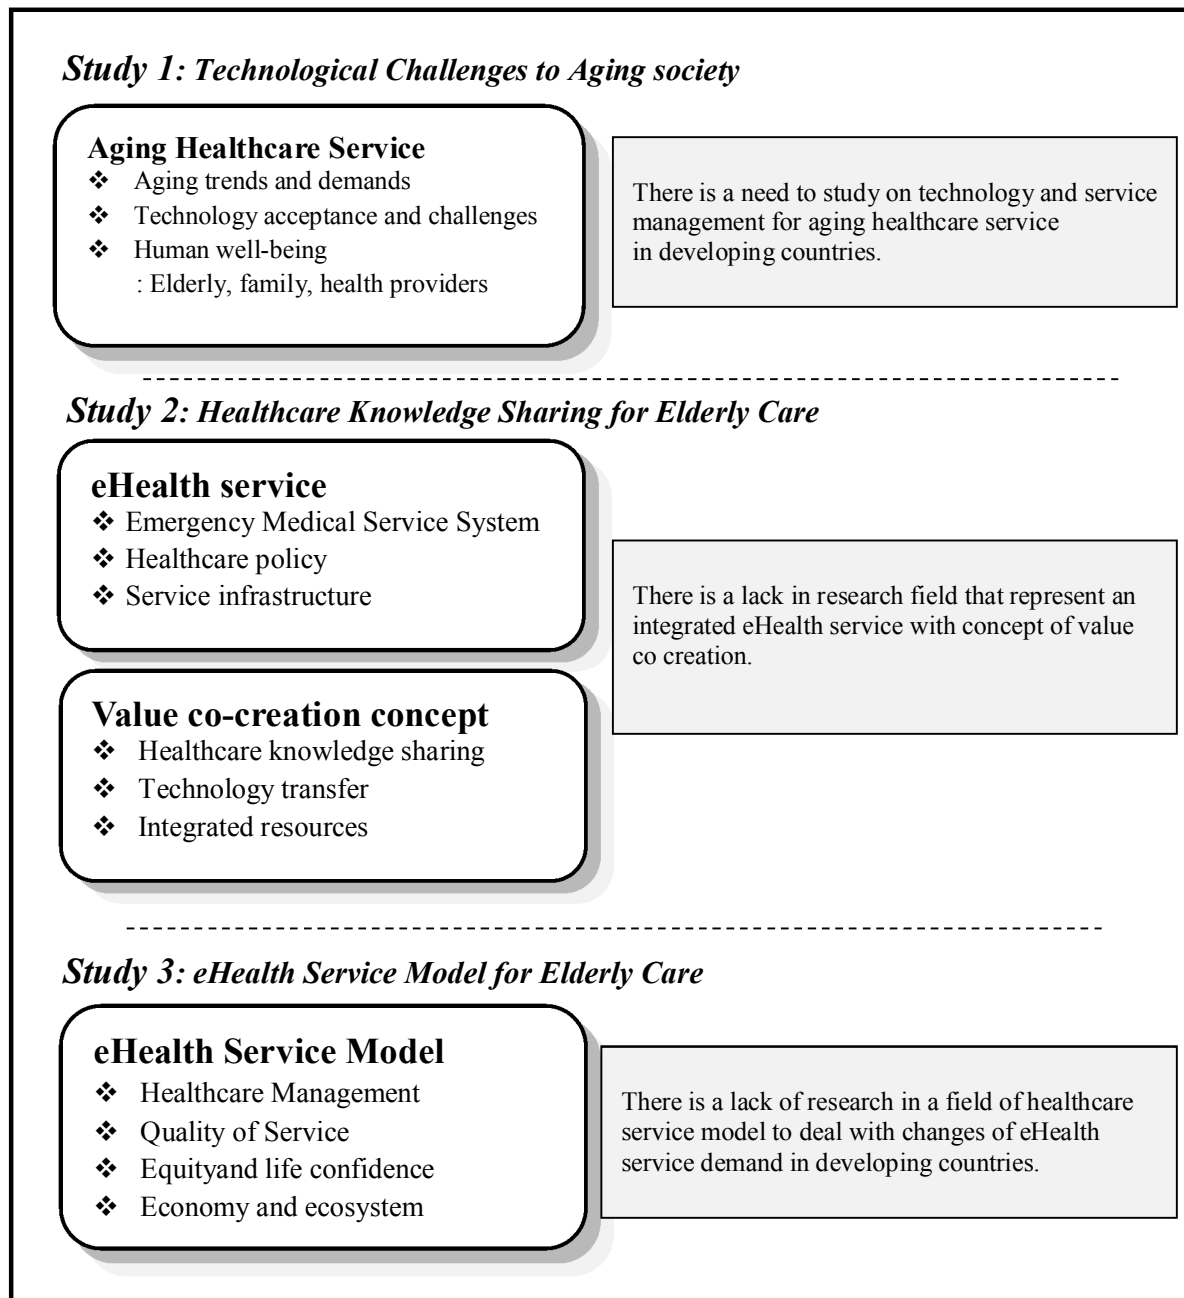 Study 1: Technological Challenges to Aging society
Aging Healthcare Service
❖ Aging trends and demands
❖ Technology acceptance and challenges
❖ Human well-being
: Elderly, family, health providers
There is a need to study on technology and service
management for aging healthcare service
in developing countries.
Study 2: Healthcare Knowledge Sharing for Elderly Care
eHealth service
❖ Emergency Medical Service System
❖ Healthcare policy
❖ Service infrastructure
There is a lack in research field that represent an
integrated eHealth service with concept of value
co creation.
Value co-creation concept
❖ Healthcare knowledge sharing
❖ Technology transfer
❖ Integrated resources
Study 3: eHealth Service Model for Elderly Care
eHealth Service Model
❖ Healthcare Management
❖ Quality of Service
❖ Equityand life confidence
❖ Economy and ecosystem
There is a lack of research in a field of healthcare
service model to deal with changes of eHealth
service demand in developing countries.